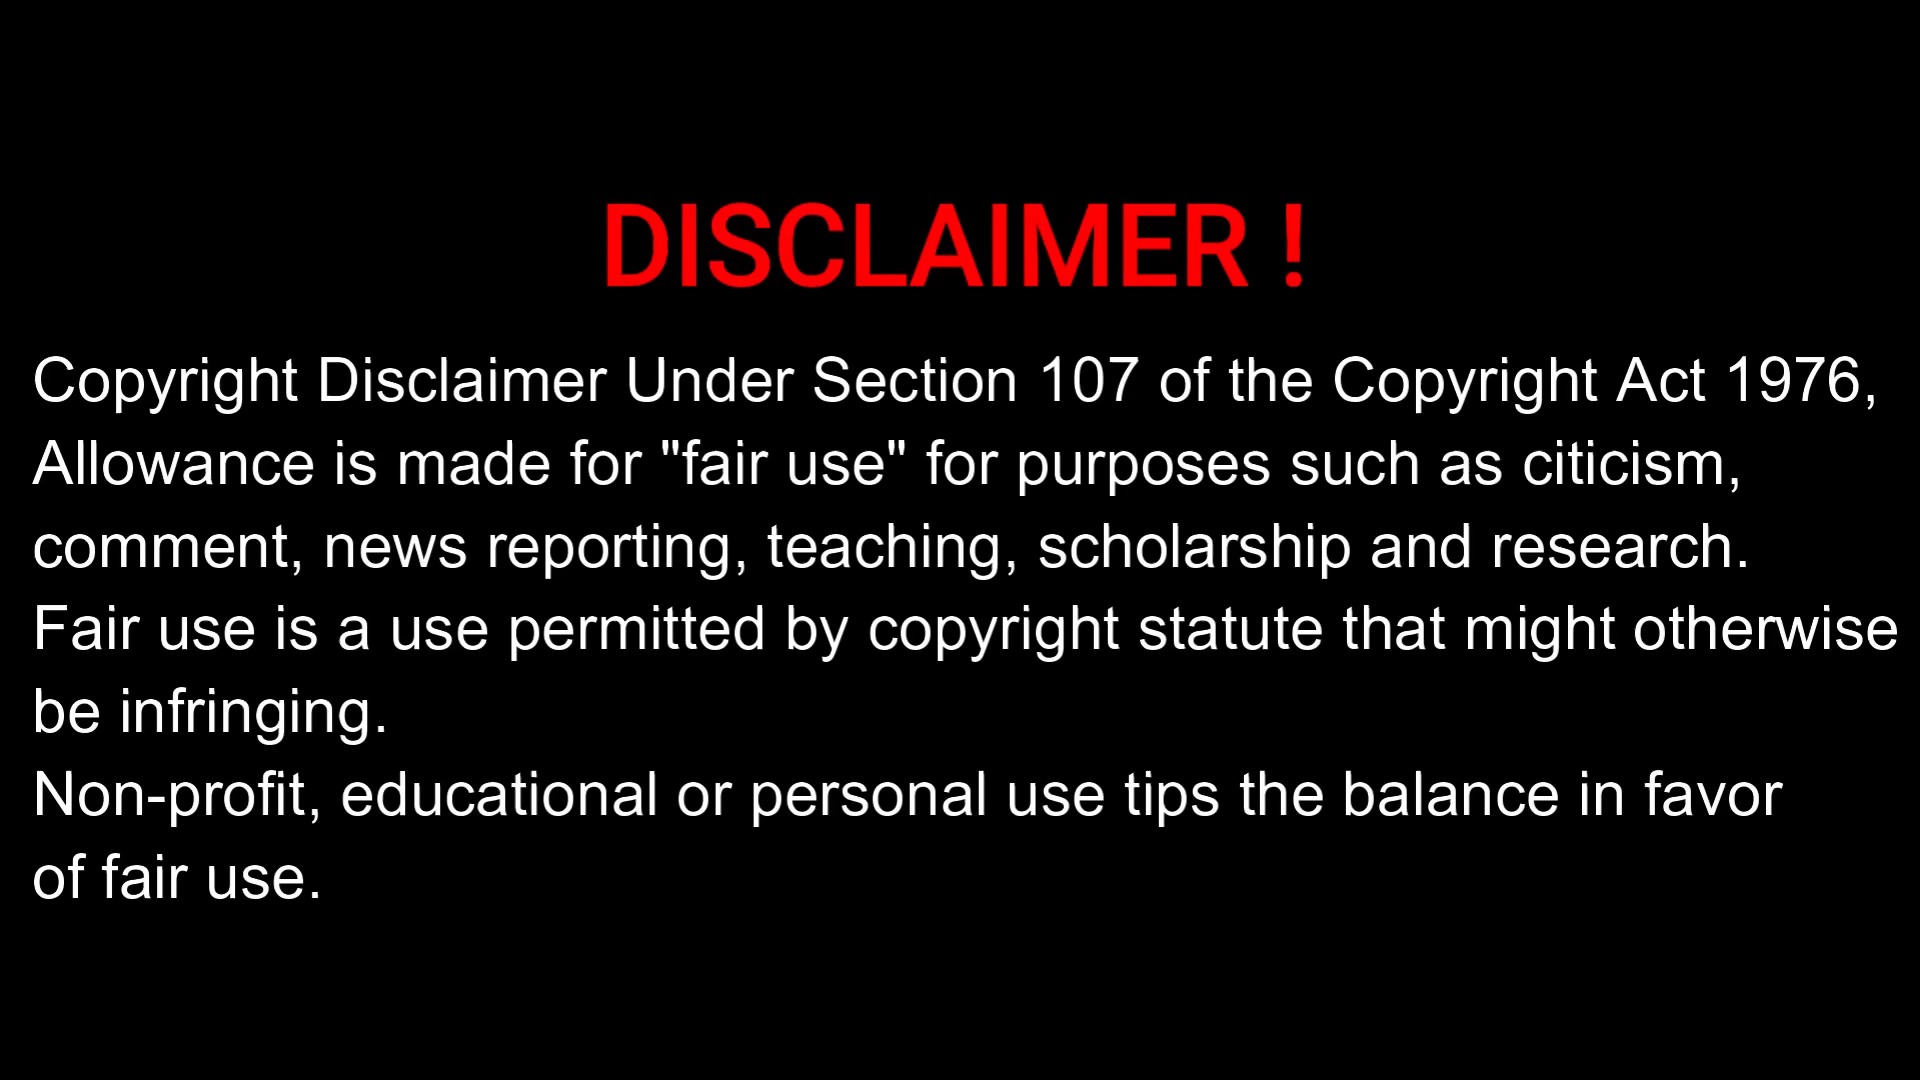 DISCLAIMER !
Copyright Disclaimer Under Section 107 of the Copyright Act 1976,
Allowance is made for "fair use" for purposes such as citicism,
comment, news reporting, teaching, scholarship and research.
Fair use is a use permitted by copyright statute that might otherwise
be infringing.
Non-profit, educational or personal use tips the balance in favor
of fair use.